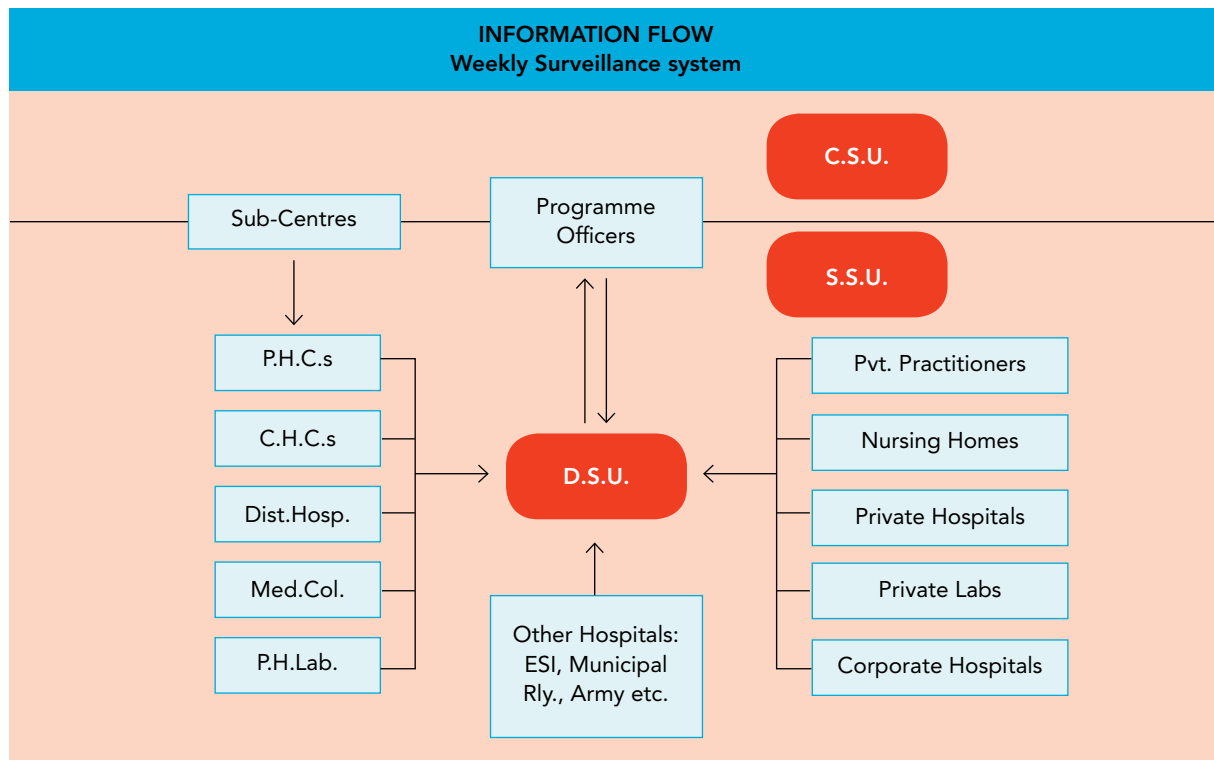 INFORMATION FLOW
Weekly Surveillance system
C.S.U.
Sub-Centres
Programme
Officers
S.S.U.
P.H.C.s
C.H.C.s
Dist.Hosp.
Med.Col.
P.H.Lab.
D.S.U.
Other Hospitals:
ESI, Municipal
Rly., Army etc.
Pvt. Practitioners
Nursing Homes
Private Hospitals
Private Labs
Corporate Hospitals